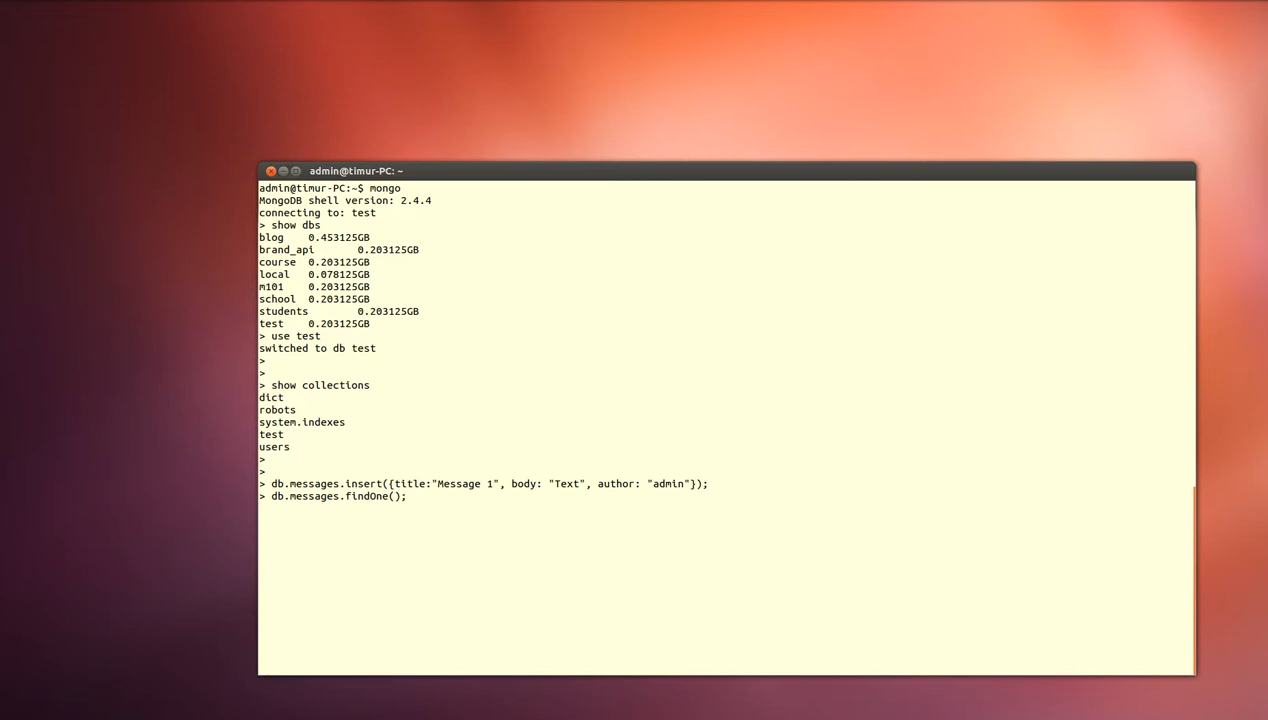 admin@timur-PC: ~
admin@timur-PC:~$ mongo
MongoDB shell version: 2.4.4
connecting to: test
> show dbs
blog    0.453125GB
brand_api       0.203125GB
course  0.203125GB
local   0.078125GB
m101    0.203125GB
school  0.203125GB
students        0.203125GB
test    0.203125GB
> use test
switched to db test
>
>
> show collections
dict
robots
system.indexes
test
users
>
>
> db.messages.insert({title:"Message 1", body: "Text", author: "admin"});
> db.messages.findOne();